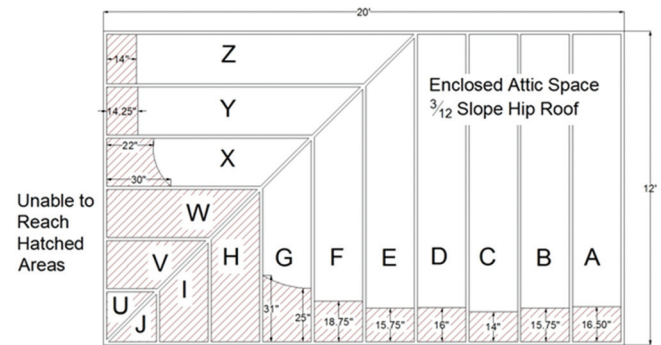 20'
14"
Z
Enclosed Attic Space
3/12 Slope Hip Roof
14.25"
Y
22"
X
30"
12'
Unable to
Reach
Hatched
Areas
W
V
H
G
F
E
D
C
B
A
U
J
I
31"
25"
18.75"
15.75"
16"
14"
15.75"
16.50"